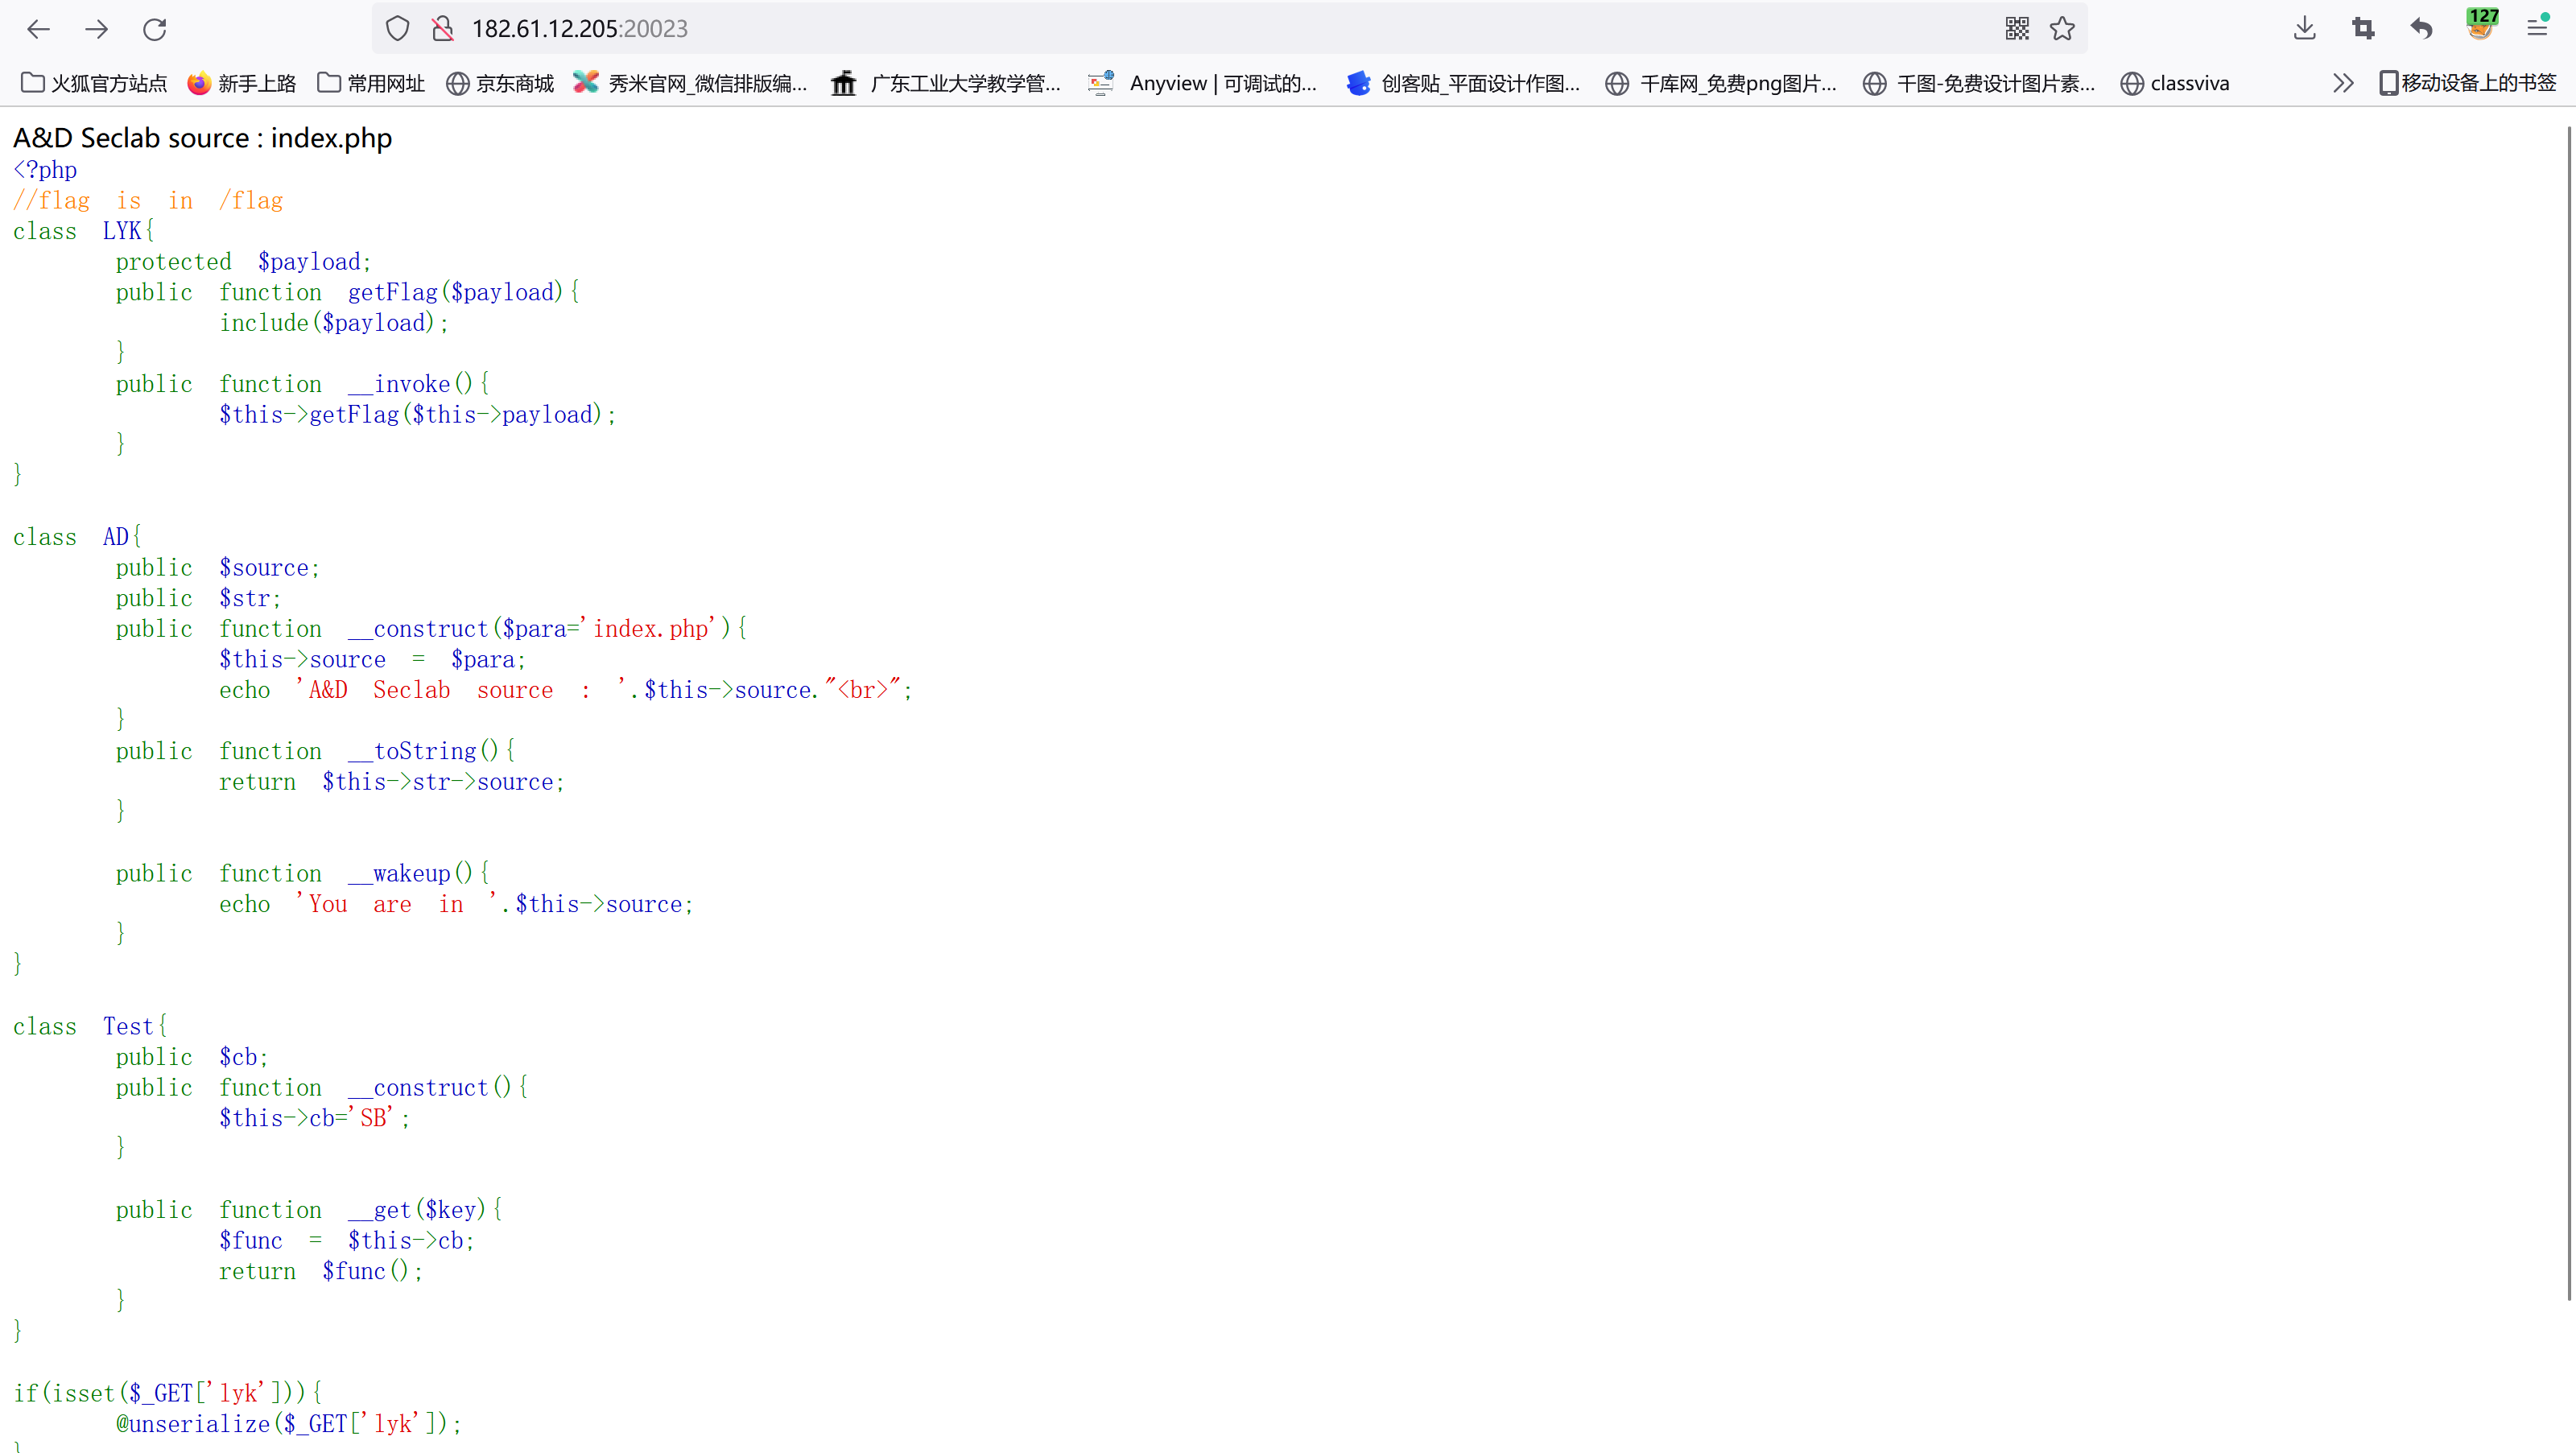 182.61.12.205:20023
127
火狐官方站点 新手上路 常用网址 京东商城 秀米官网_微信排版编... 广东工业大学教学管... Anyview | 可调试的... 创客贴_平面设计作图... 千库网_免费png图片... 千图-免费设计图片素... classviva 移动设备上的书签
A&D Seclab source : index.php
<?php
//flag is in /flag
class LYK{
protected $payload;
public function getFlag($payload){
include($payload);
}
public function __invoke(){
$this->getFlag($this->payload);
}
}
class AD{
public $source;
public $str;
public function __construct($para='index.php'){
$this->source = $para;
echo 'A&D Seclab source : '.$this->source."<br>";
}
public function __toString(){
return $this->str->source;
}
public function __wakeup(){
echo 'You are in '.$this->source;
}
}
class Test{
public $cb;
public function __construct(){
$this->cb='SB';
}
public function __get($key){
$func = $this->cb;
return $func();
}
}
if(isset($_GET['lyk'])){
@unserialize($_GET['lyk']);
}